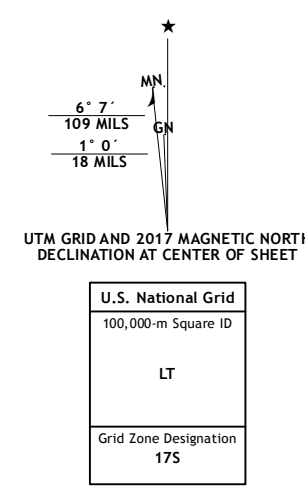 ★
MN.
6° 7´
109 MILS
GN
1° 0´
18 MILS
UTM GRID AND 2017 MAGNETIC NORTH
DECLINATION AT CENTER OF SHEET
U.S. National Grid
100,000-m Square ID
LT
Grid Zone Designation
17S